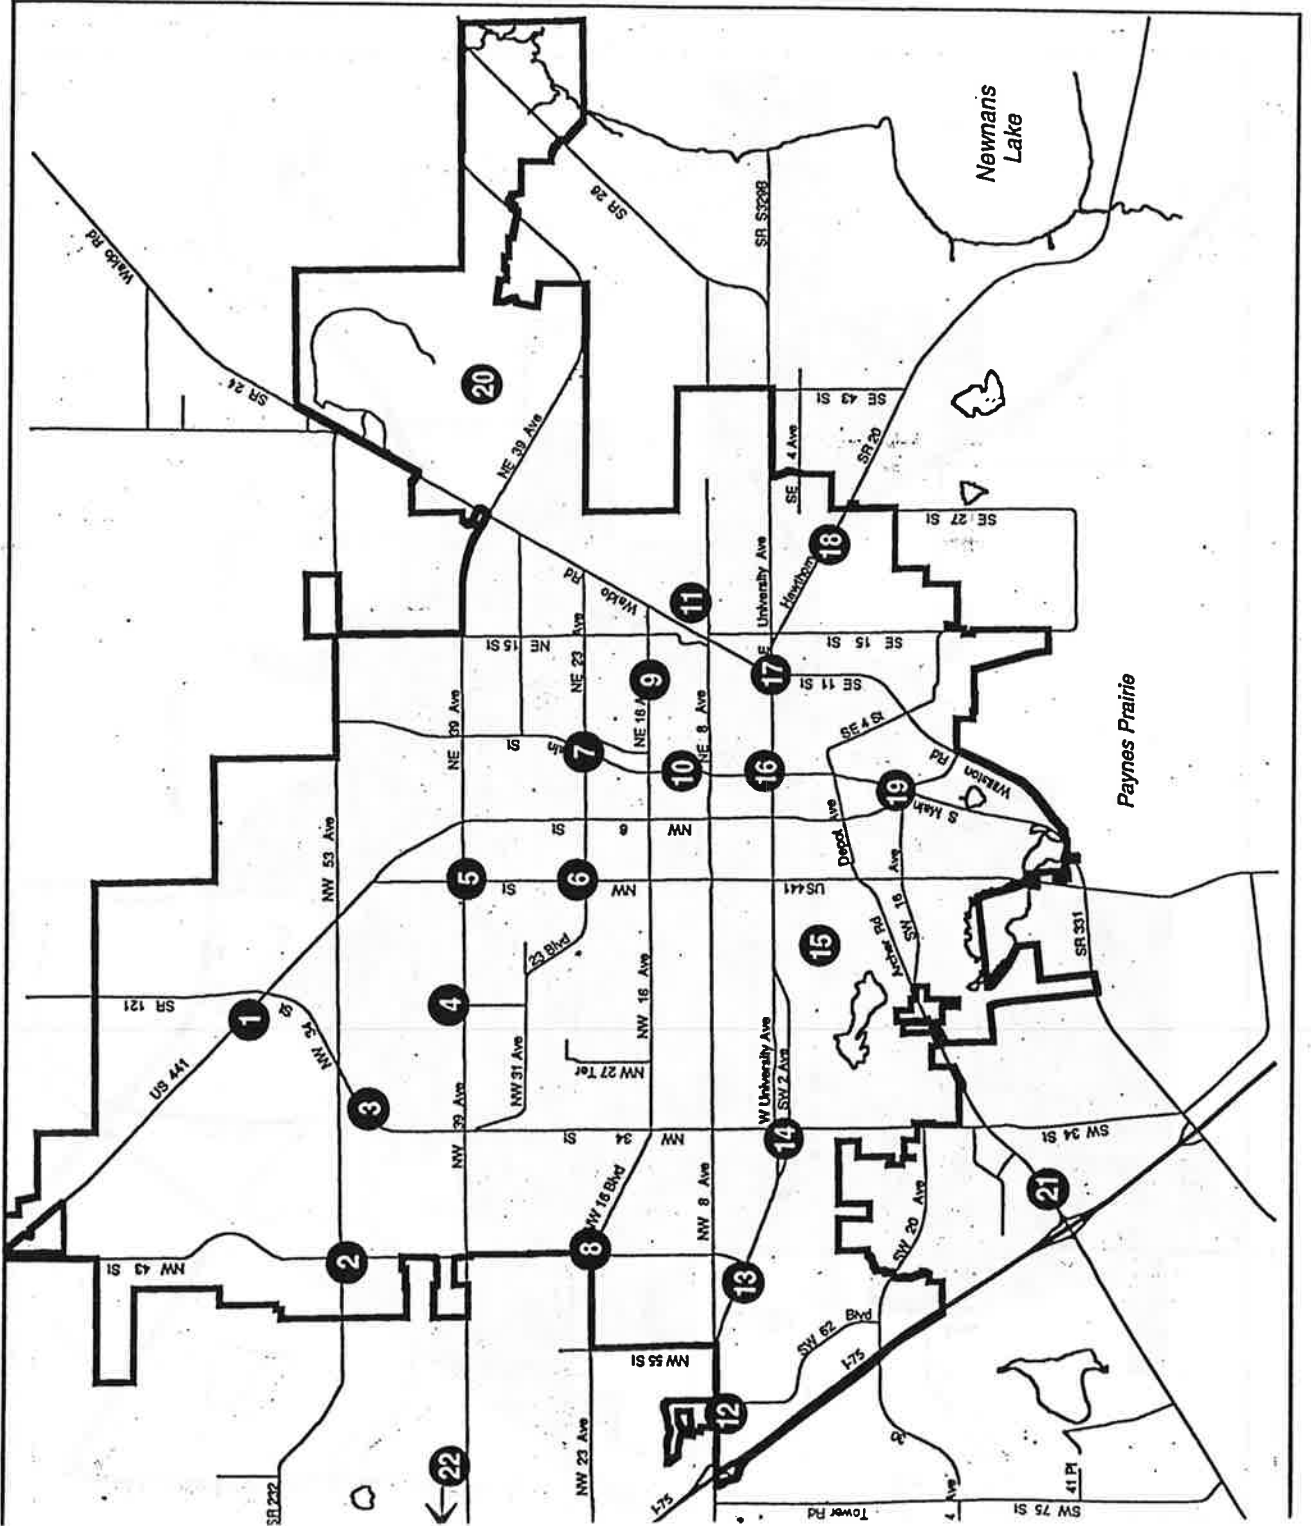 Newnans
Lake
Waldo Rd
SR 24
SR 26
SR S329B
20
NE 39 Ave
SE 43 St
SE 4 Ave
SR 20
SE 27 St
18
Hawthorn
University Ave
E
Waldo Rd
11
NE 15 St
NE 23 Ave
SE 15 St
9
NE 16 A
17
SE 11 St
NE 39 Ave
St
7
NE 8 Ave
10
16
SE 4 St
Rd
Williston
Paynes Prairie
19
S Main
Depot Ave
NW 6 St
NW 53 Ave
5
6
NW St
US 441
SW 16 Ave
Archer Rd
SR 331
15
23 Blvd
4
SR 121
1
St
NW 34
US 441
NW 16 Ave
NW 31 Ave
NW 27 Ter
W University Ave
SW 2 Ave
3
NW 39 Ave
NW 34 St
14
SW 34 St
NW 16 Blvd
NW 8 Ave
SW 20 Ave
21
NW 43 St
2
8
13
SW 62 Blvd
I-75
NW 55 St
12
22
NW 23 Ave
SR 232
I-75
Tower Rd
4 Ave
41 Pl
SW 75 St